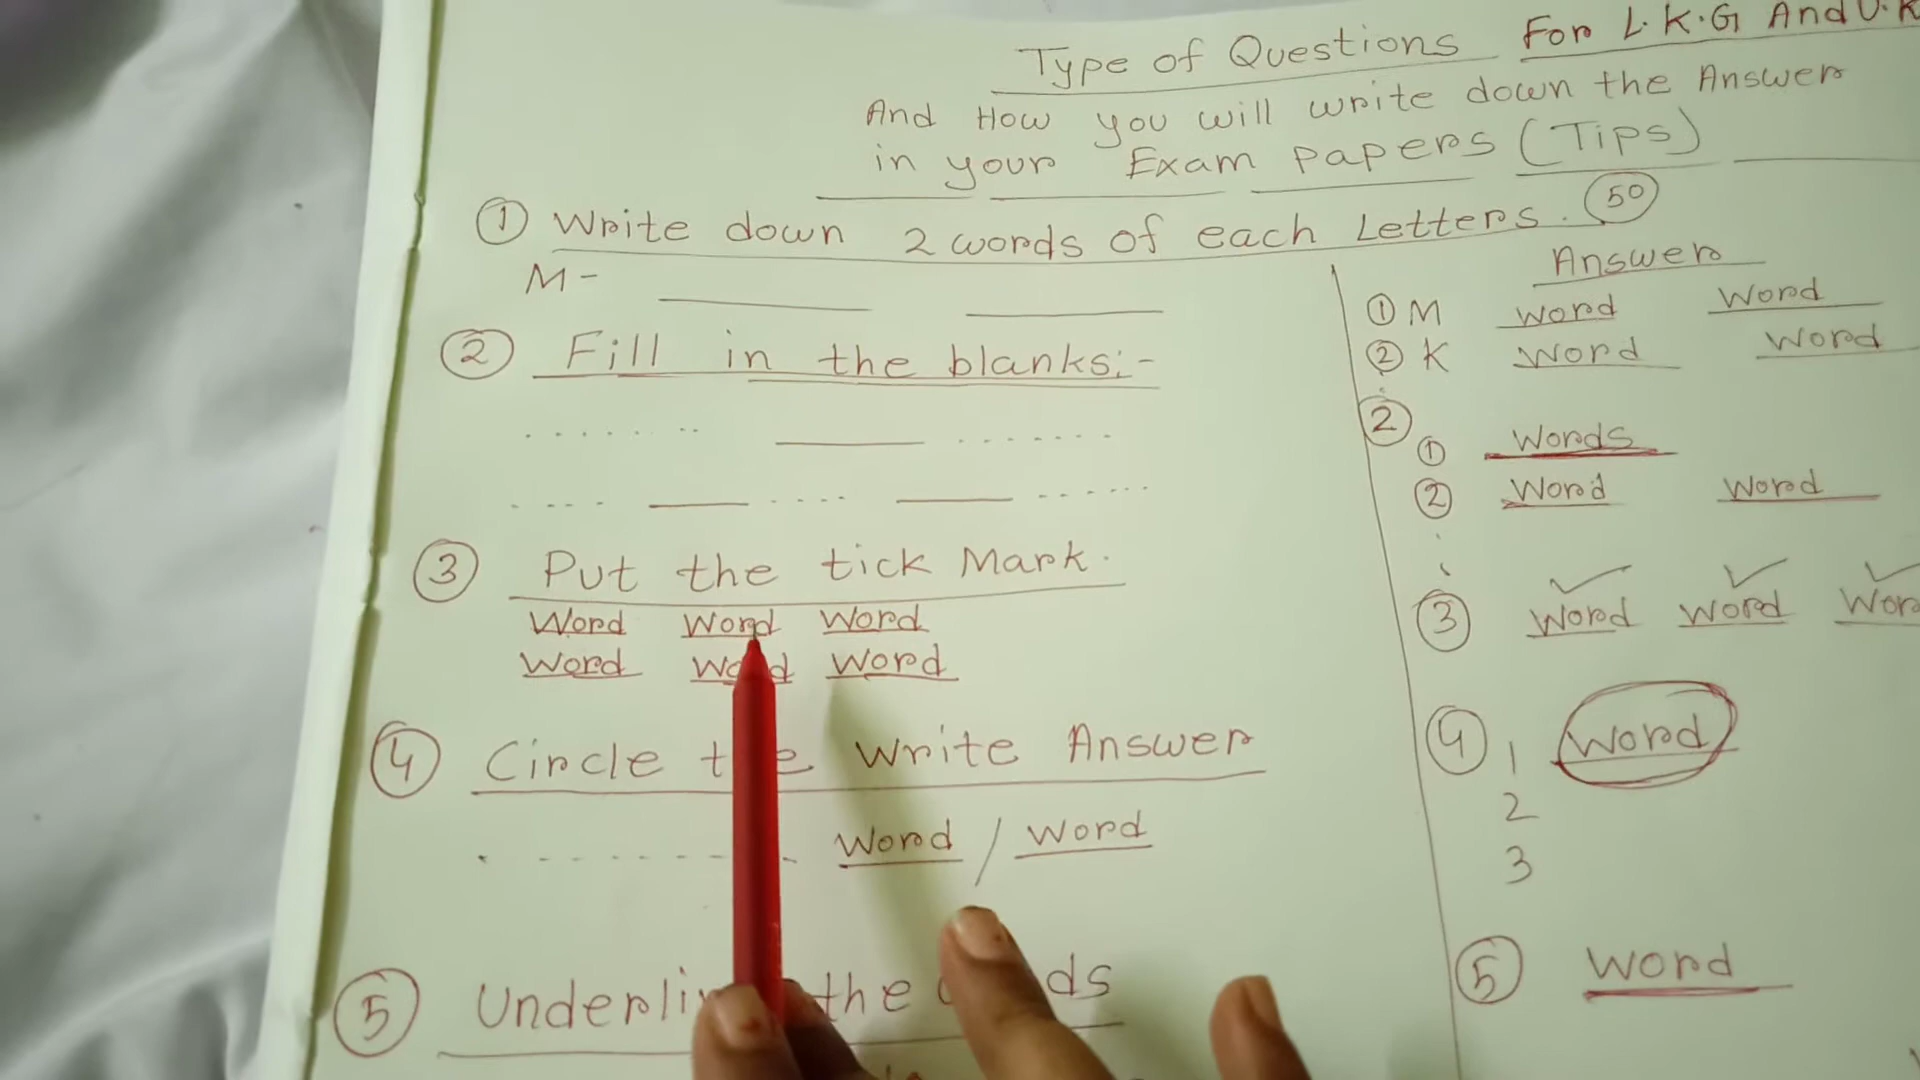 Type of Questions For L.K.G And U.K
And How you will write down the Answer
in your Exam papers (Tips)
① Write down 2 words of each Letters. 50
M-
② Fill in the blanks:-
③ Put the tick Mark.
Word Word Word
Word Word Word
④ Circle the Write Answer
Word / Word
⑤ Underline the
Answer
① M Word Word
② K Word Word
②
① Words
② Word Word
③ ✓ ✓ ✓
Word Word Wor
④ 1 Word
2
3
⑤ Word